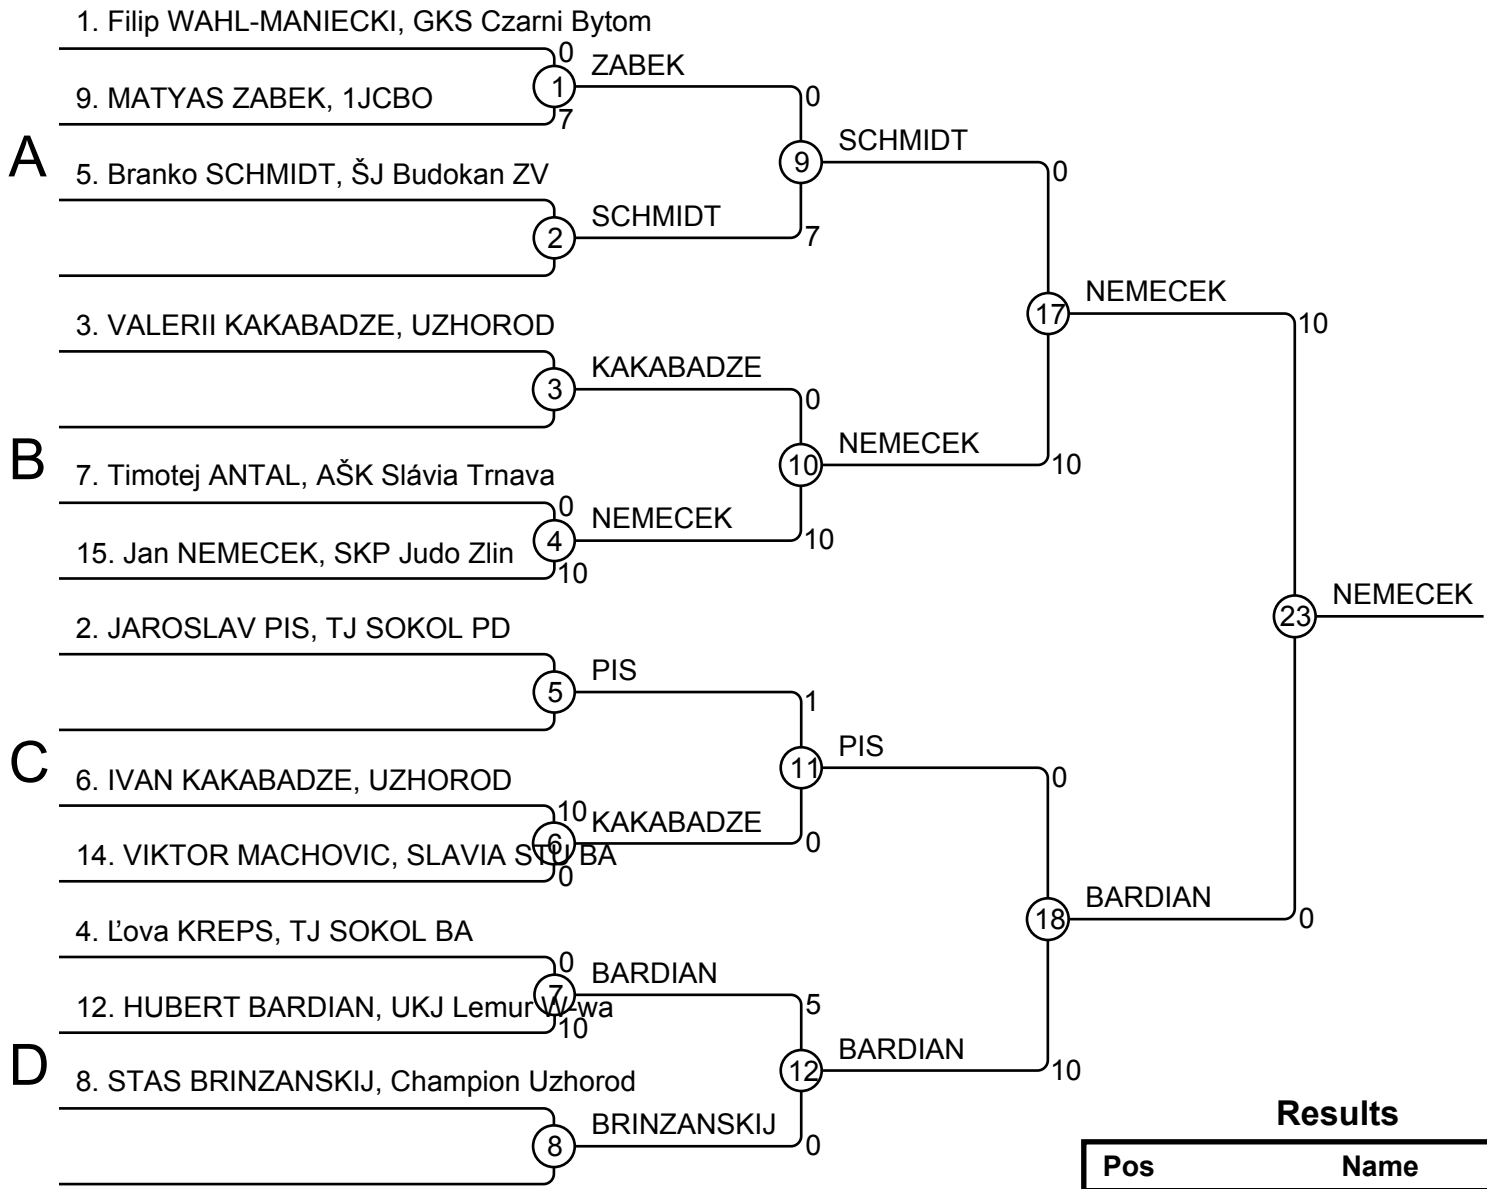 1. Filip WAHL-MANIECKI, GKS Czarni Bytom
0
1
ZABEK
9. MATYAS ZABEK, 1JCBO
7
0
A
9
SCHMIDT
5. Branko SCHMIDT, ŠJ Budokan ZV
0
2
SCHMIDT
7
3. VALERII KAKABADZE, UZHOROD
17
NEMECEK
10
3
KAKABADZE
0
B
10
NEMECEK
10
7. Timotej ANTAL, AŠK Slávia Trnava
0
4
NEMECEK
10
15. Jan NEMECEK, SKP Judo Zlin
10
23
NEMECEK
2. JAROSLAV PIS, TJ SOKOL PD
5
PIS
1
C
11
PIS
0
6. IVAN KAKABADZE, UZHOROD
10
6
KAKABADZE
0
14. VIKTOR MACHOVIC, SLAVIA STU BA
0
18
BARDIAN
0
4. Ľova KREPS, TJ SOKOL BA
0
7
BARDIAN
5
12. HUBERT BARDIAN, UKJ Lemur W-wa
10
D
12
BARDIAN
10
8. STAS BRINZANSKIJ, Champion Uzhorod
8
BRINZANSKIJ
0
Results
Pos Name